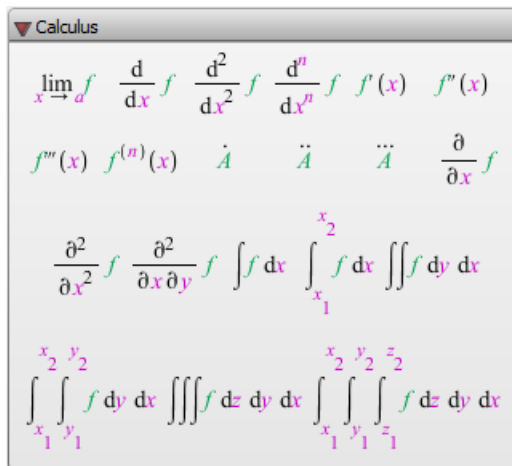 Calculus
lim x→a f  d/dx f  d²/dx² f  dⁿ/dxⁿ f  f'(x)  f''(x)
f'''(x)  f⁽ⁿ⁾(x)  Ȧ  Ä  A⃛  ∂/∂x f
∂²/∂x² f  ∂²/∂x∂y f  ∫f dx  ∫_{x₁}^{x₂} f dx  ∬f dy dx
∫_{x₁}^{x₂} ∫_{y₁}^{y₂} f dy dx  ∭f dz dy dx  ∫_{x₁}^{x₂} ∫_{y₁}^{y₂} ∫_{z₁}^{z₂} f dz dy dx